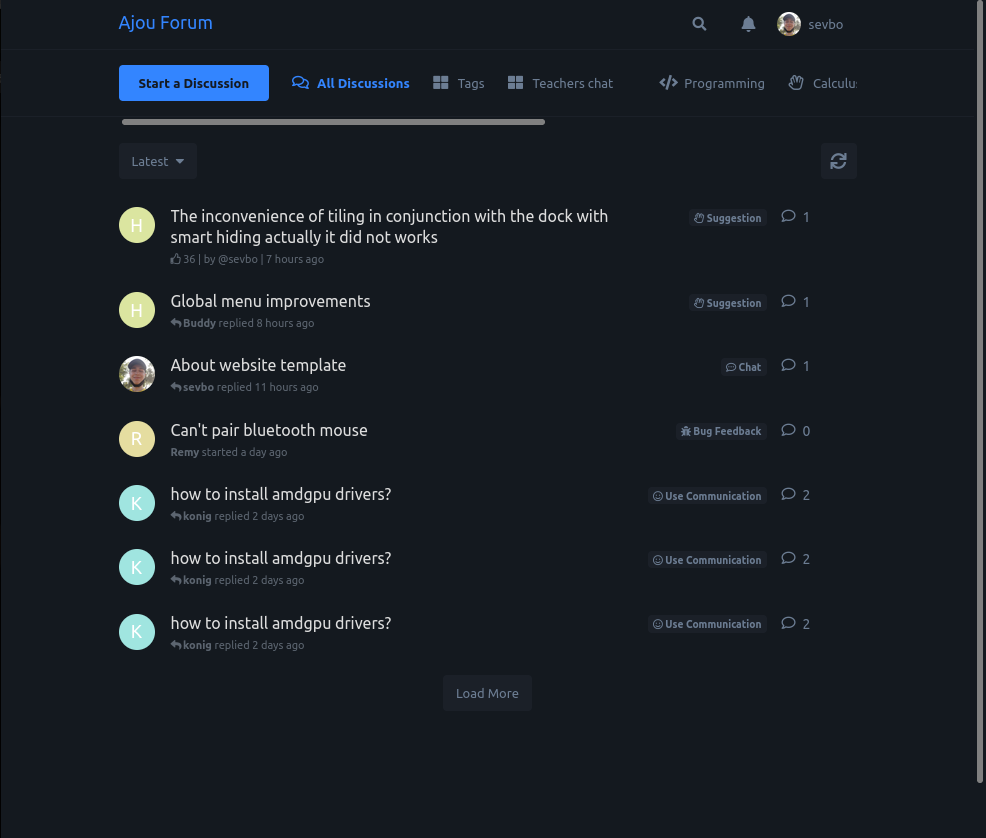 Ajou Forum
sevbo
Start a Discussion
All Discussions
Tags
Teachers chat
Programming
Calculus
Latest
H
The inconvenience of tiling in conjunction with the dock with
smart hiding actually it did not works
36 | by @sevbo | 7 hours ago
Suggestion
1
H
Global menu improvements
Buddy replied 8 hours ago
Suggestion
1
About website template
sevbo replied 11 hours ago
Chat
1
R
Can't pair bluetooth mouse
Remy started a day ago
Bug Feedback
0
K
how to install amdgpu drivers?
konig replied 2 days ago
Use Communication
2
K
how to install amdgpu drivers?
konig replied 2 days ago
Use Communication
2
K
how to install amdgpu drivers?
konig replied 2 days ago
Use Communication
2
Load More